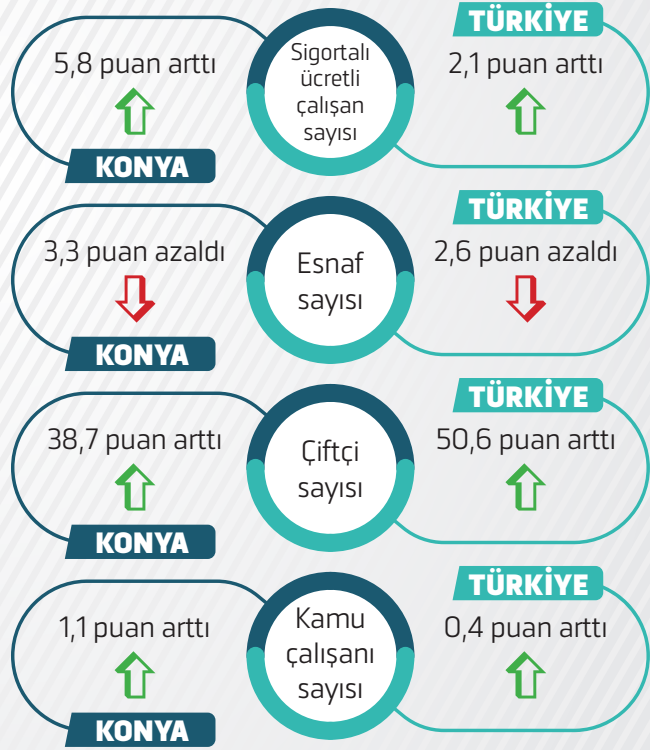 TÜRKİYE
5,8 puan arttı
Sigortalı
ücretli
çalışan
sayısı
2,1 puan arttı
KONYA
TÜRKİYE
3,3 puan azaldı
Esnaf
sayısı
2,6 puan azaldı
KONYA
TÜRKİYE
38,7 puan arttı
Çiftçi
sayısı
50,6 puan arttı
KONYA
TÜRKİYE
1,1 puan arttı
Kamu
çalışanı
sayısı
0,4 puan arttı
KONYA